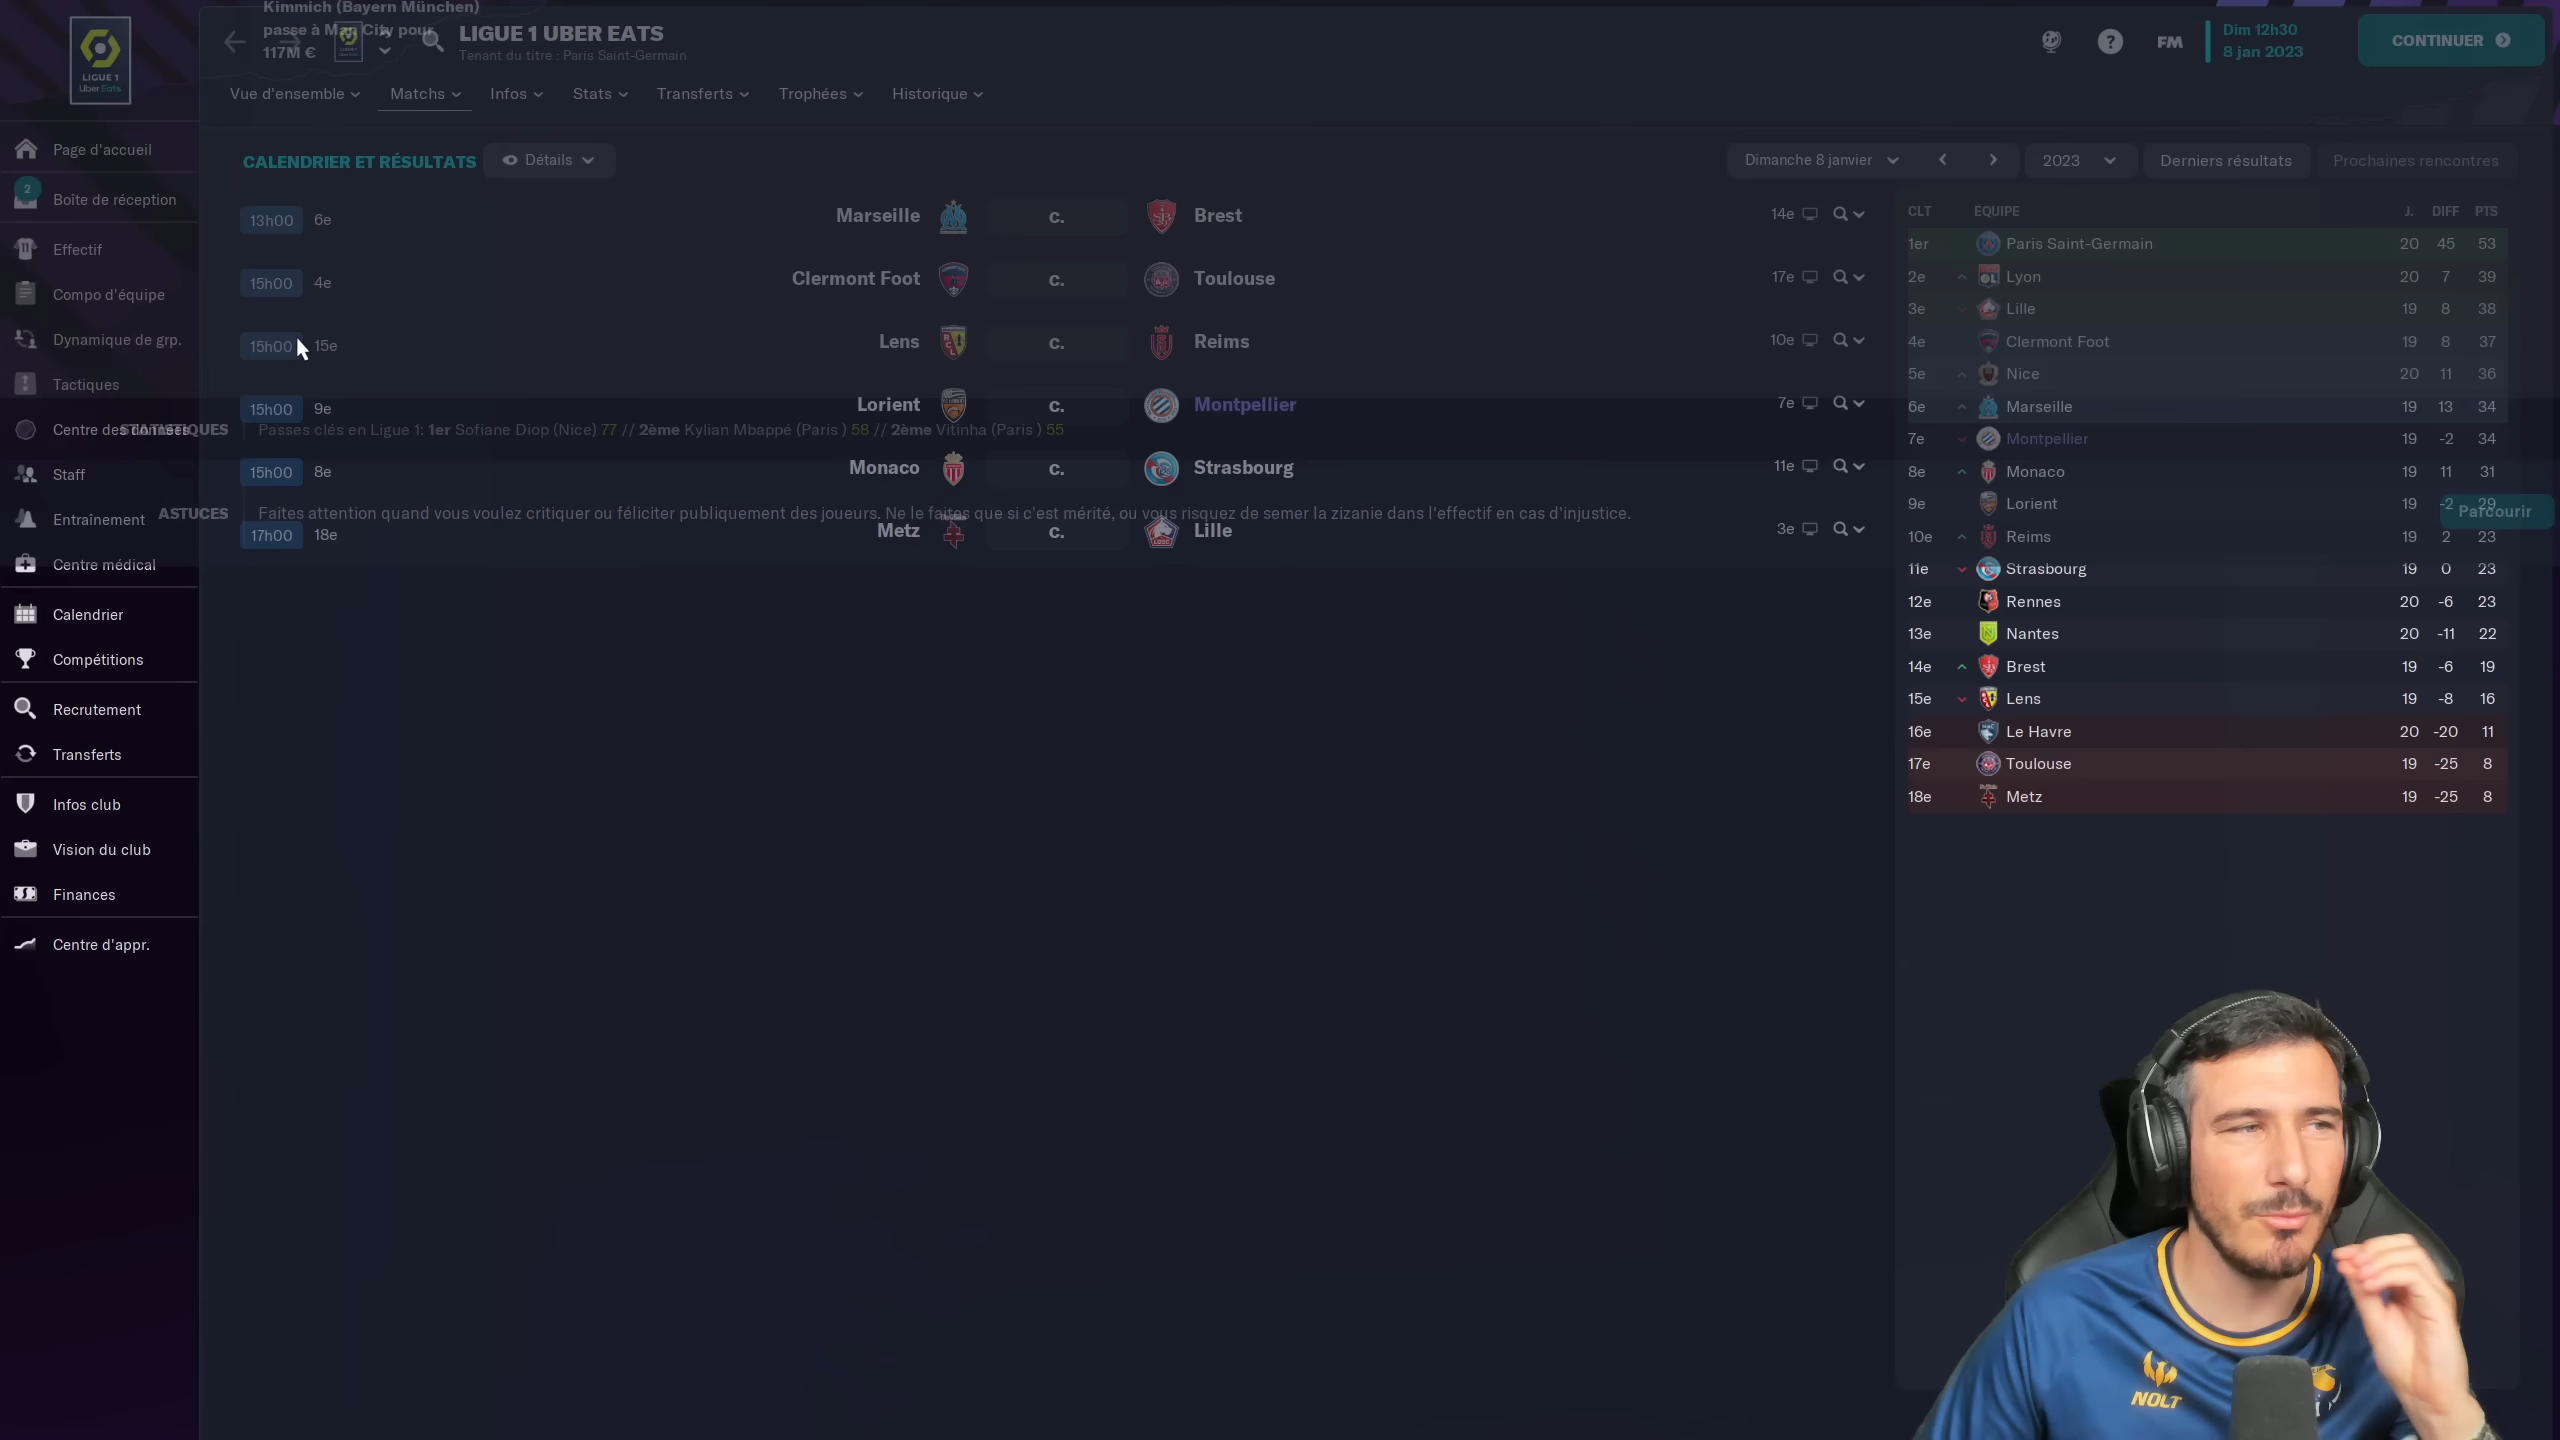 LIGUE 1
Uber Eats
Kimmich (Bayern München)
passe à Man City pour
117M €
LIGUE 1 UBER EATS
Tenant du titre : Paris Saint-Germain
FM
Dim 12h30
8 jan 2023
CONTINUER
Vue d'ensemble
Matchs
Infos
Stats
Transferts
Trophées
Historique
Page d'accueil
2
Boîte de réception
Effectif
Compo d'équipe
Dynamique de grp.
Tactiques
Centre des données
Staff
Entraînement
Centre médical
Calendrier
Compétitions
Recrutement
Transferts
Infos club
Vision du club
Finances
Centre d'appr.
CALENDRIER ET RÉSULTATS
Détails
Dimanche 8 janvier
2023
Derniers résultats
Prochaines rencontres
13h00 6e Marseille c. Brest 14e
15h00 4e Clermont Foot c. Toulouse 17e
15h00 15e Lens c. Reims 10e
15h00 9e Lorient c. Montpellier 7e
STATISTIQUES Passes clés en Ligue 1: 1er Sofiane Diop (Nice) 77 // 2ème Kylian Mbappé (Paris ) 58 // 2ème Vitinha (Paris ) 55
15h00 8e Monaco c. Strasbourg 11e
ASTUCES Faites attention quand vous voulez critiquer ou féliciter publiquement des joueurs. Ne le faites que si c'est mérité, ou vous risquez de semer la zizanie dans l'effectif en cas d'injustice.
Parcourir
17h00 18e Metz c. Lille 3e
CLT ÉQUIPE J. DIFF PTS
1er Paris Saint-Germain 20 45 53
2e Lyon 20 7 39
3e Lille 19 8 38
4e Clermont Foot 19 8 37
5e Nice 20 11 36
6e Marseille 19 13 34
7e Montpellier 19 -2 34
8e Monaco 19 11 31
9e Lorient 19 -2 29
10e Reims 19 2 23
11e Strasbourg 19 0 23
12e Rennes 20 -6 23
13e Nantes 20 -11 22
14e Brest 19 -6 19
15e Lens 19 -8 16
16e Le Havre 20 -20 11
17e Toulouse 19 -25 8
18e Metz 19 -25 8
NOLT